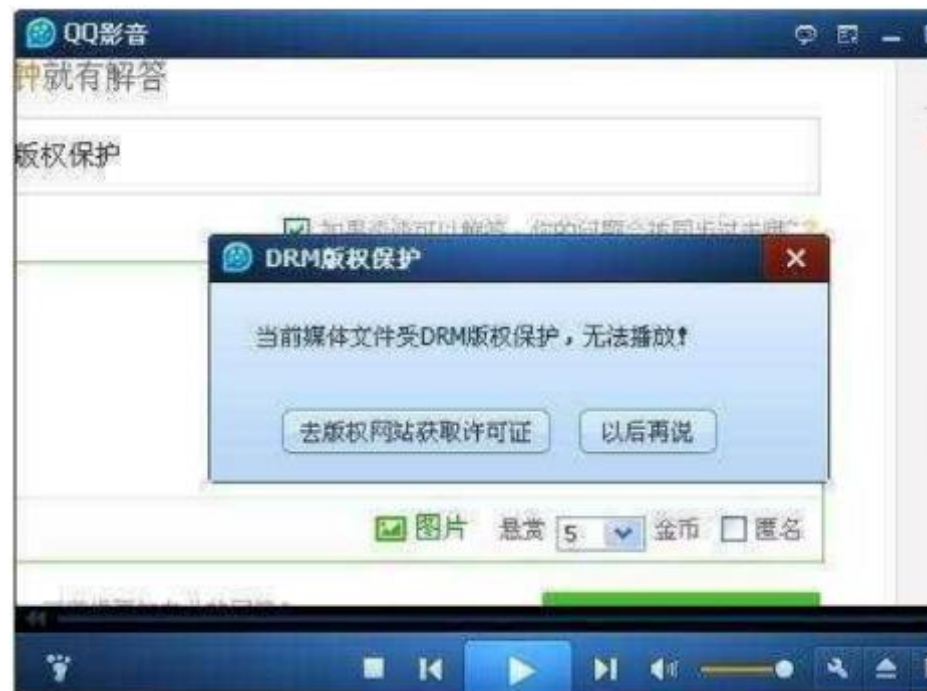 QQ影音
钟就有解答
版权保护
DRM版权保护
当前媒体文件受DRM版权保护，无法播放！
去版权网站获取许可证
以后再说
图片 悬赏 5 金币 匿名